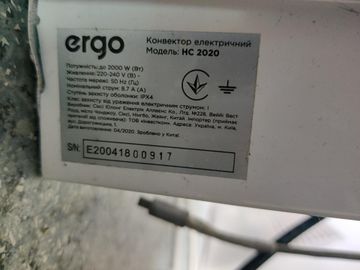 ergo
Конвектор електричний
Модель: HC 2020
Потужність: до 2000 W (Вт)
Живлення: 220-240 V (В) ~
Частота мережі: 50 Hz (Гц)
Номінальний струм: 8.7 A (А)
Ступінь захисту оболонки: IPX4
Клас захисту від ураження електричним струмом: I
Дата виготовлення: 04/2020. Зроблено у Китаї
S/N: E20041800917